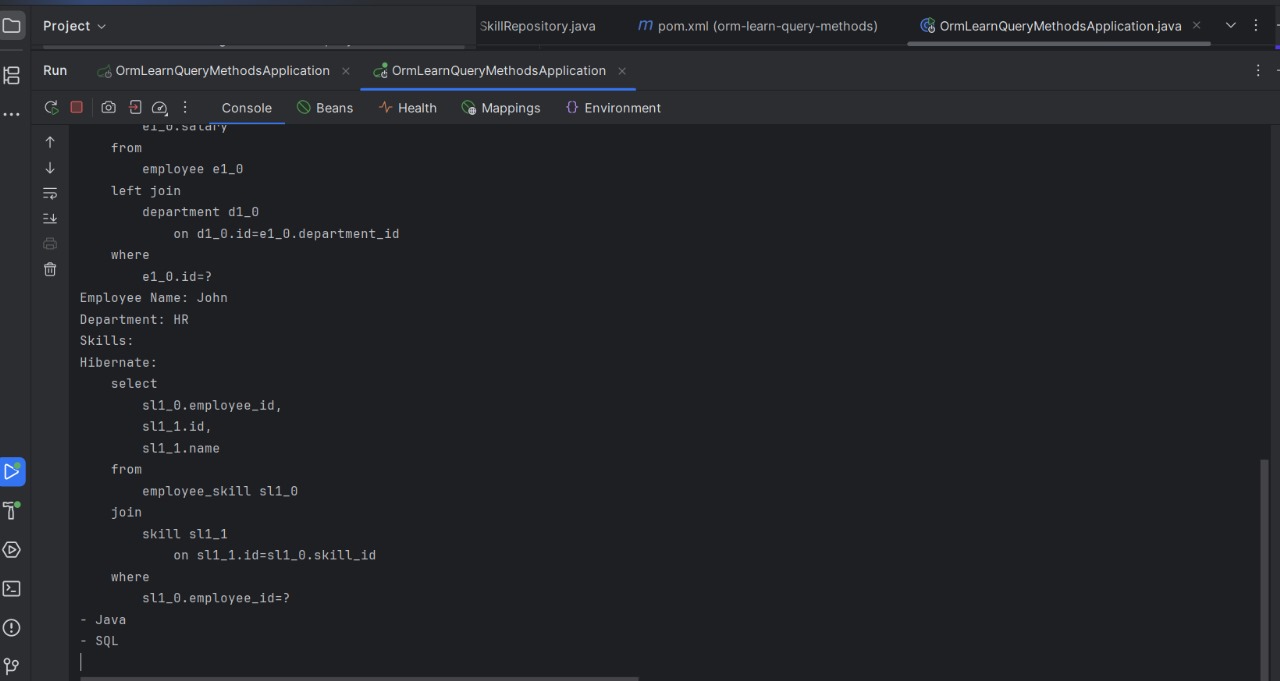 Project
SkillRepository.java
m pom.xml (orm-learn-query-methods)
OrmLearnQueryMethodsApplication.java
Run
OrmLearnQueryMethodsApplication
OrmLearnQueryMethodsApplication
Console
Beans
Health
Mappings
{} Environment
e1_0.salary
from
employee e1_0
left join
department d1_0
on d1_0.id=e1_0.department_id
where
e1_0.id=?
Employee Name: John
Department: HR
Skills:
Hibernate:
select
sl1_0.employee_id,
sl1_1.id,
sl1_1.name
from
employee_skill sl1_0
join
skill sl1_1
on sl1_1.id=sl1_0.skill_id
where
sl1_0.employee_id=?
- Java
- SQL